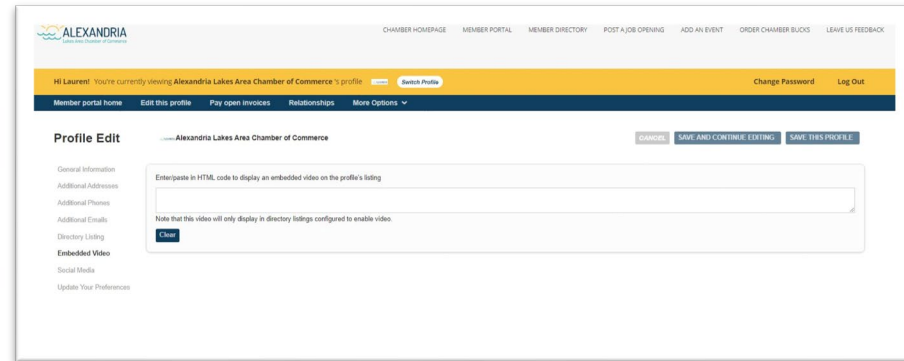 ALEXANDRIA
Lakes Area Chamber of Commerce
CHAMBER HOMEPAGE MEMBER PORTAL MEMBER DIRECTORY POST A JOB OPENING ADD AN EVENT ORDER CHAMBER BUCKS LEAVE US FEEDBACK
Hi Lauren! You're currently viewing Alexandria Lakes Area Chamber of Commerce 's profile Switch Profile Change Password Log Out
Member portal home Edit this profile Pay open invoices Relationships More Options
Profile Edit Alexandria Lakes Area Chamber of Commerce CANCEL SAVE AND CONTINUE EDITING SAVE THIS PROFILE
General Information
Additional Addresses
Additional Phones
Additional Emails
Directory Listing
Embedded Video
Social Media
Update Your Preferences
Enter/paste in HTML code to display an embedded video on the profile's listing
Note that this video will only display in directory listings configured to enable video.
Clear